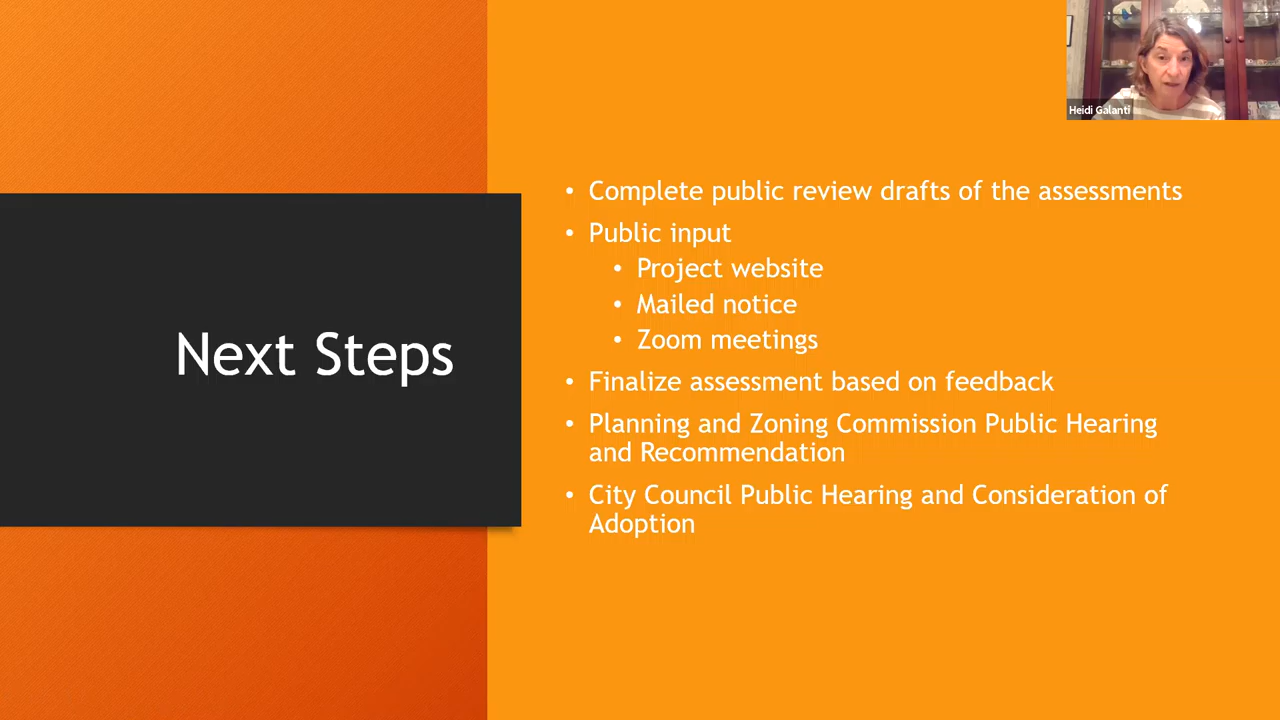 Heidi Galanti
Next Steps
• Complete public review drafts of the assessments
• Public input
• Project website
• Mailed notice
• Zoom meetings
• Finalize assessment based on feedback
• Planning and Zoning Commission Public Hearing
and Recommendation
• City Council Public Hearing and Consideration of
Adoption